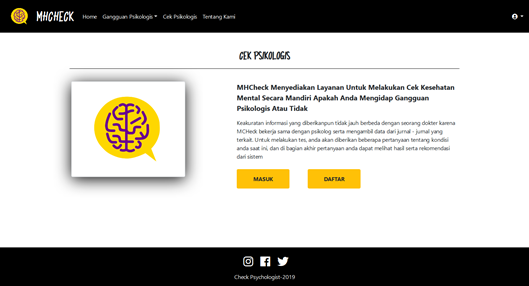 MHCHECK
Home Gangguan Psikologis Cek Psikologis Tentang Kami
CEK PSIKOLOGIS
MHCheck Menyediakan Layanan Untuk Melakukan Cek Kesehatan
Mental Secara Mandiri Apakah Anda Mengidap Gangguan
Psikologis Atau Tidak
Keakuratan informasi yang diberikanpun tidak jauh berbeda dengan seorang dokter karena
MCHeck bekerja sama dengan psikolog serta mengambil data dari jurnal - jurnal yang
terkait. Untuk melakukan tes, anda akan diberikan beberapa pertanyaan tentang kondisi
anda saat ini, dan di bagian akhir pertanyaan anda dapat melihat hasil serta rekomendasi
dari sistem
MASUK DAFTAR
Check Psychologist-2019